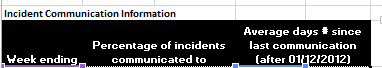 Incident Communication Information
Week ending
Percentage of incidents
communicated to
Average days # since
last communication
(after 01/12/2012)